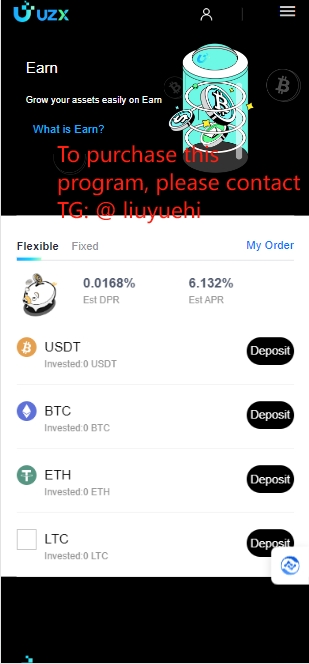 UZX
Earn
Grow your assets easily on Earn
What is Earn?
To purchase this
program, please contact
TG: @ liuyuehi
Flexible Fixed My Order
0.0168% 6.132%
Est DPR Est APR
USDT
Deposit
Invested:0 USDT
BTC
Deposit
Invested:0 BTC
ETH
Deposit
Invested:0 ETH
LTC
Deposit
Invested:0 LTC